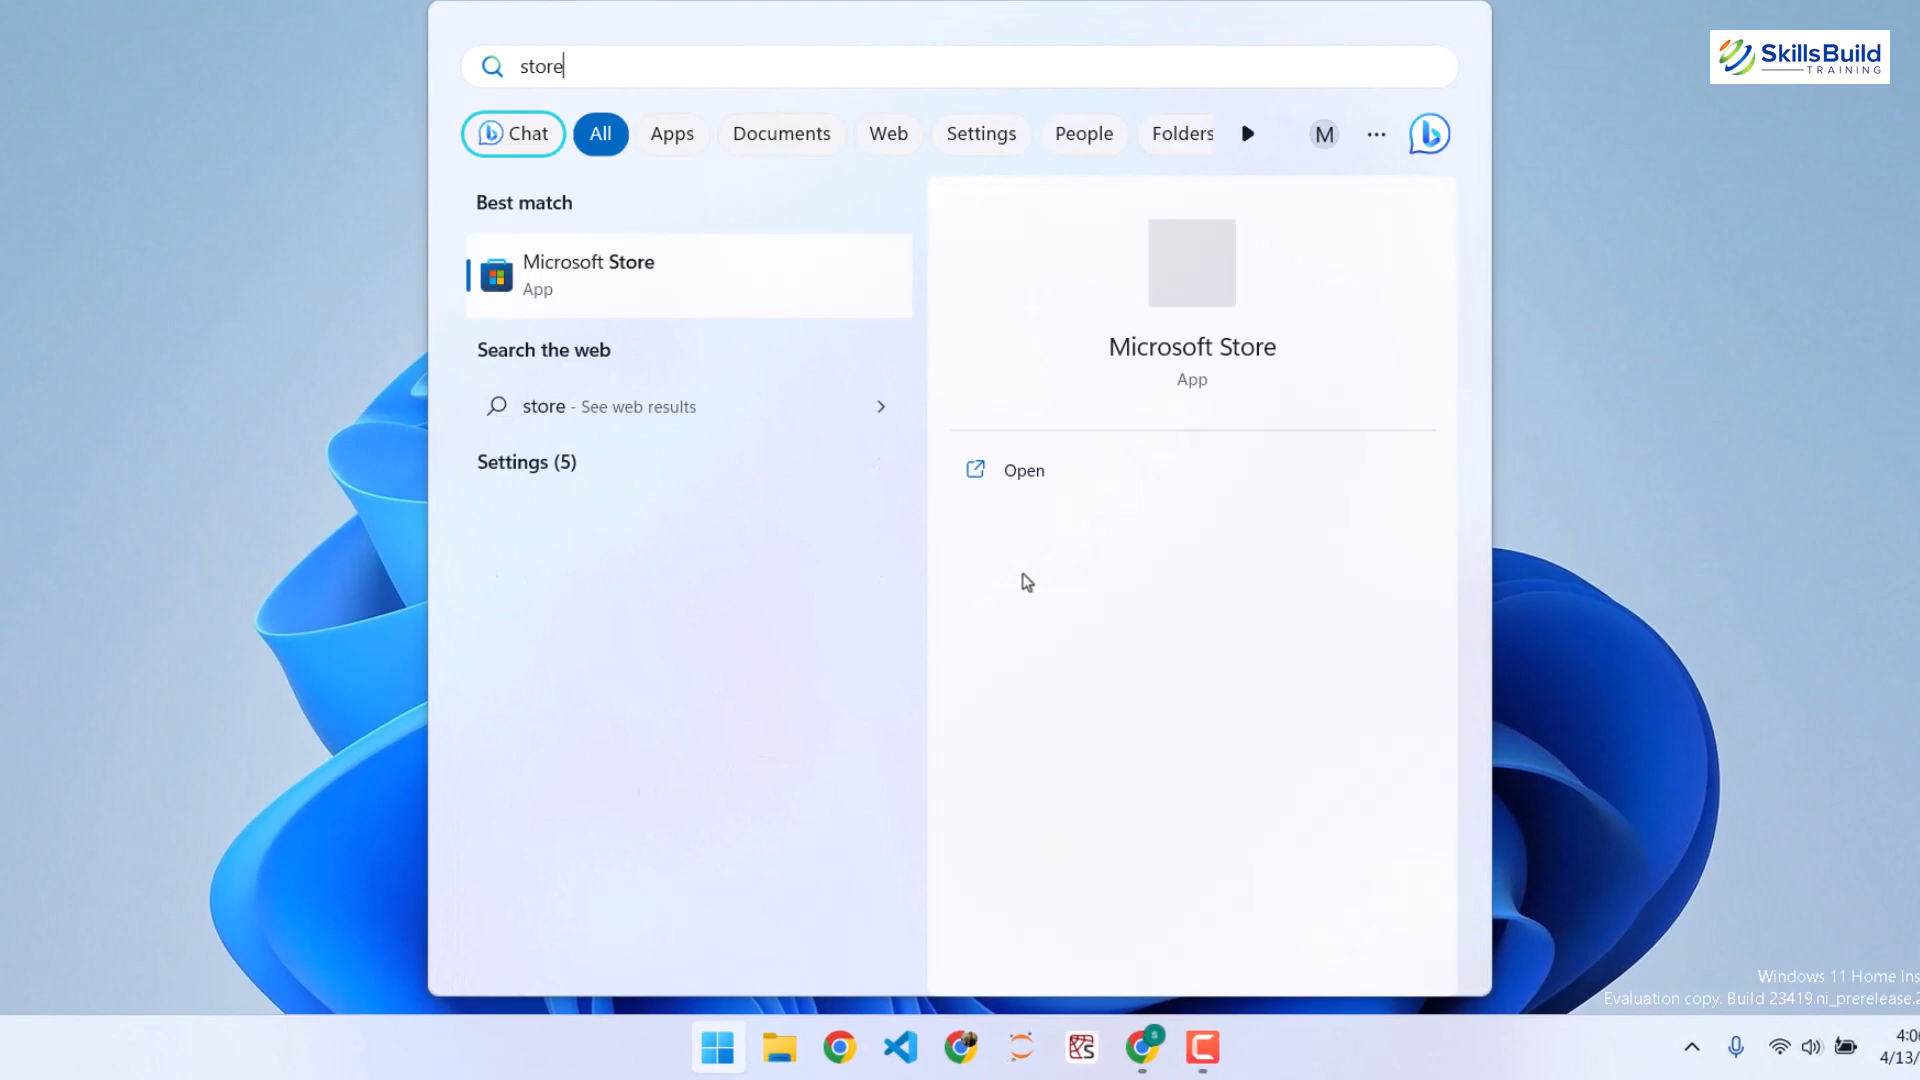 store
SkillsBuild
TRAINING
Chat
All
Apps
Documents
Web
Settings
People
Folders
M
Best match
Microsoft Store
App
Search the web
store - See web results
Settings (5)
Microsoft Store
App
Open
Windows 11 Home Ins
Evaluation copy. Build 23419.ni_prerelease.2
4:06
4/13/